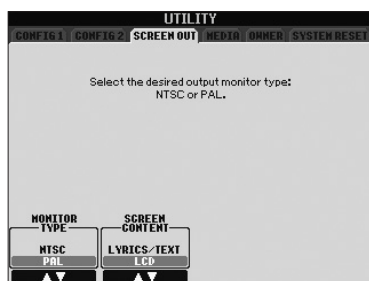 UTILITY
CONFIG 1 CONFIG 2 SCREEN OUT MEDIA OWNER SYSTEM RESET
Select the desired output monitor type:
NTSC or PAL.
MONITOR TYPE
NTSC
PAL
SCREEN CONTENT
LYRICS/TEXT
LCD